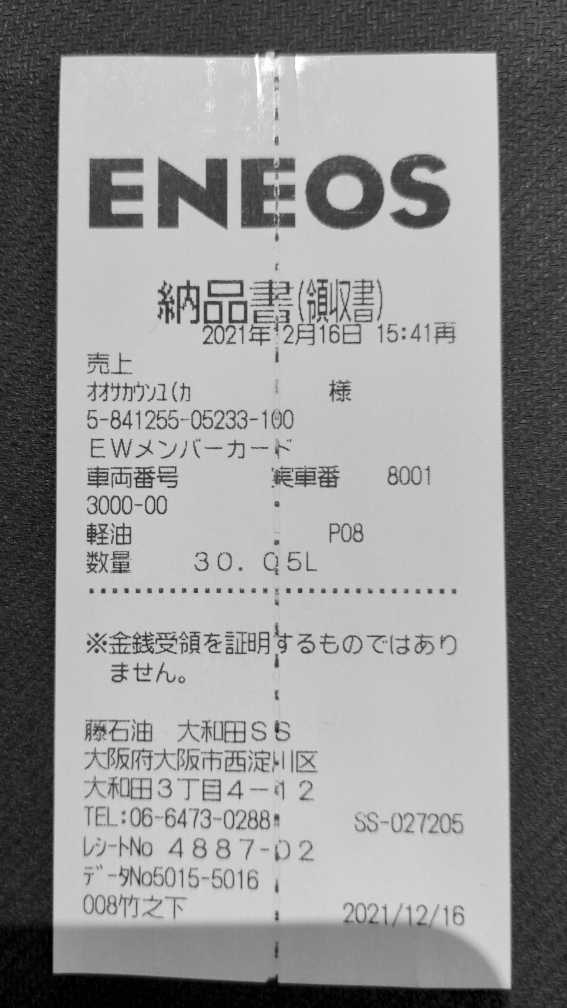 ENEOS
納品書(領収書)
2021年12月16日 15:41再
売上
オオサカウンユ(カ 様
5-841255-05233-100
EWメンバーカード
車両番号 実車番 8001
3000-00
軽油 P08
数量 30.05L
※金銭受領を証明するものではあり
ません。
藤石油 大和田SS
大阪府大阪市西淀川区
大和田3丁目4-12
TEL:06-6473-0288 SS-027205
レシートNo 4887-02
データNo5015-5016
008竹之下 2021/12/16